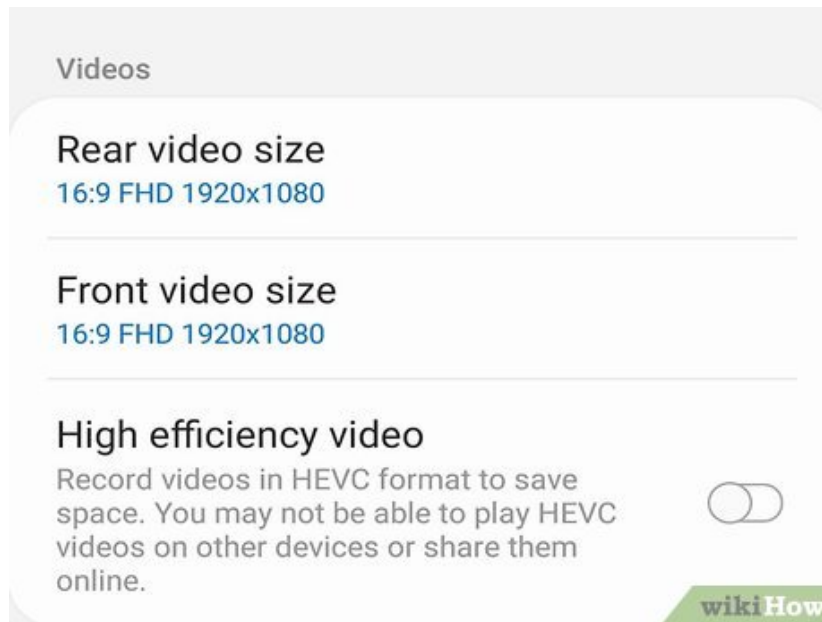 Videos
Rear video size
16:9 FHD 1920x1080
Front video size
16:9 FHD 1920x1080
High efficiency video
Record videos in HEVC format to save
space. You may not be able to play HEVC
videos on other devices or share them
online.
wikiHow